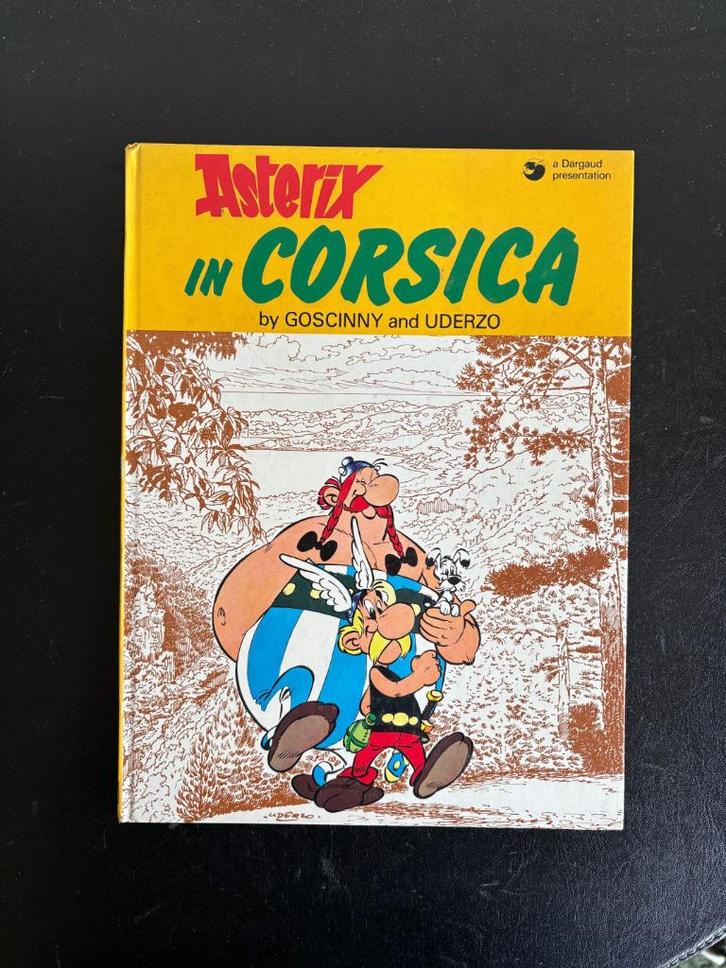 Asterix
a Dargaud
presentation
IN CORSICA
by GOSCINNY and UDERZO
UDERZO